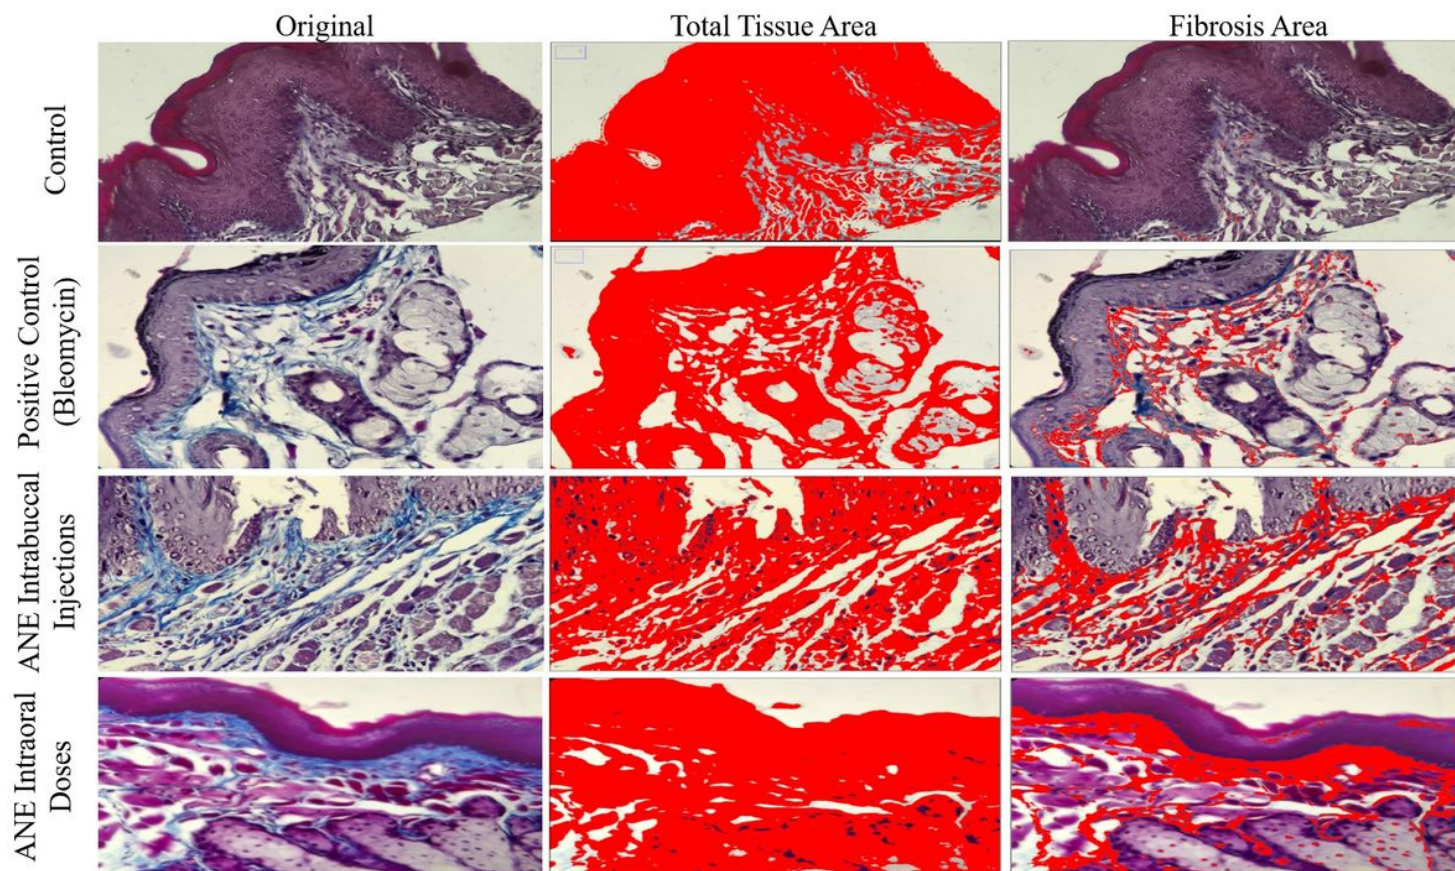 Original
Total Tissue Area
Fibrosis Area
Control
Positive Control
(Bleomycin)
ANE Intrabuccal
Injections
ANE Intraoral
Doses